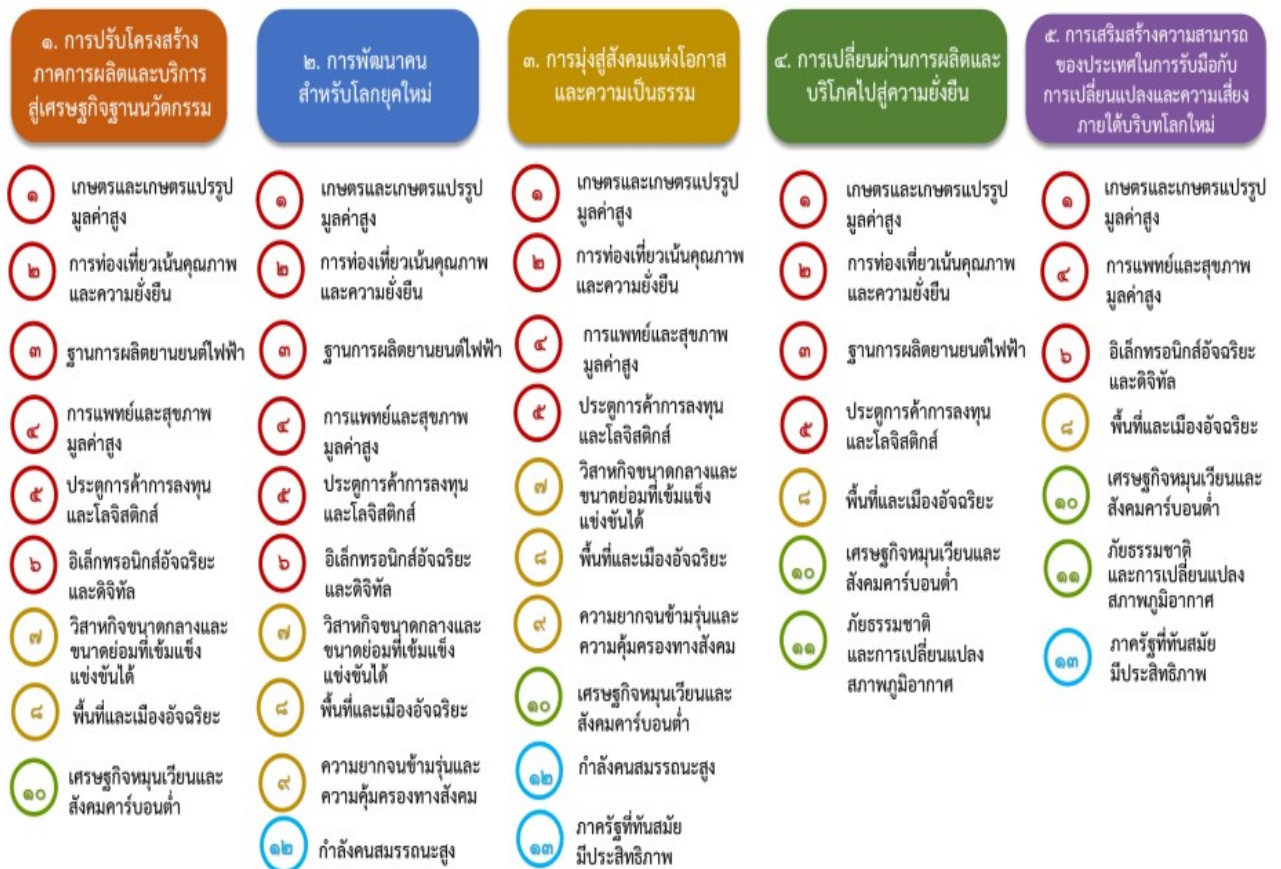 ๑. การปรับโครงสร้าง
ภาคการผลิตและบริการ
สู่เศรษฐกิจฐานนวัตกรรม
๑
เกษตรและเกษตรแปรรูป
มูลค่าสูง
๒
การท่องเที่ยวเน้นคุณภาพ
และความยั่งยืน
๓
ฐานการผลิตยานยนต์ไฟฟ้า
๔
การแพทย์และสุขภาพ
มูลค่าสูง
๕
ประตูการค้าการลงทุน
และโลจิสติกส์
๖
อิเล็กทรอนิกส์อัจฉริยะ
และดิจิทัล
๗
วิสาหกิจขนาดกลางและ
ขนาดย่อมที่เข้มแข็ง
แข่งขันได้
๘
พื้นที่และเมืองอัจฉริยะ
๑๐
เศรษฐกิจหมุนเวียนและ
สังคมคาร์บอนต่ำ
๒. การพัฒนาคน
สำหรับโลกยุคใหม่
๑
เกษตรและเกษตรแปรรูป
มูลค่าสูง
๒
การท่องเที่ยวเน้นคุณภาพ
และความยั่งยืน
๓
ฐานการผลิตยานยนต์ไฟฟ้า
๔
การแพทย์และสุขภาพ
มูลค่าสูง
๕
ประตูการค้าการลงทุน
และโลจิสติกส์
๖
อิเล็กทรอนิกส์อัจฉริยะ
และดิจิทัล
๗
วิสาหกิจขนาดกลางและ
ขนาดย่อมที่เข้มแข็ง
แข่งขันได้
๘
พื้นที่และเมืองอัจฉริยะ
๙
ความยากจนข้ามรุ่นและ
ความคุ้มครองทางสังคม
๑๒
กำลังคนสมรรถนะสูง
๓. การมุ่งสู่สังคมแห่งโอกาส
และความเป็นธรรม
๑
เกษตรและเกษตรแปรรูป
มูลค่าสูง
๒
การท่องเที่ยวเน้นคุณภาพ
และความยั่งยืน
๔
การแพทย์และสุขภาพ
มูลค่าสูง
๕
ประตูการค้าการลงทุน
และโลจิสติกส์
๗
วิสาหกิจขนาดกลางและ
ขนาดย่อมที่เข้มแข็ง
แข่งขันได้
๘
พื้นที่และเมืองอัจฉริยะ
๙
ความยากจนข้ามรุ่นและ
ความคุ้มครองทางสังคม
๑๐
เศรษฐกิจหมุนเวียนและ
สังคมคาร์บอนต่ำ
๑๒
กำลังคนสมรรถนะสูง
๑๓
ภาครัฐที่ทันสมัย
มีประสิทธิภาพ
๔. การเปลี่ยนผ่านการผลิตและ
บริโภคไปสู่ความยั่งยืน
๑
เกษตรและเกษตรแปรรูป
มูลค่าสูง
๒
การท่องเที่ยวเน้นคุณภาพ
และความยั่งยืน
๓
ฐานการผลิตยานยนต์ไฟฟ้า
๕
ประตูการค้าการลงทุน
และโลจิสติกส์
๘
พื้นที่และเมืองอัจฉริยะ
๑๐
เศรษฐกิจหมุนเวียนและ
สังคมคาร์บอนต่ำ
๑๑
ภัยธรรมชาติ
และการเปลี่ยนแปลง
สภาพภูมิอากาศ
๕. การเสริมสร้างความสามารถ
ของประเทศในการรับมือกับ
การเปลี่ยนแปลงและความเสี่ยง
ภายใต้บริบทโลกใหม่
๑
เกษตรและเกษตรแปรรูป
มูลค่าสูง
๔
การแพทย์และสุขภาพ
มูลค่าสูง
๖
อิเล็กทรอนิกส์อัจฉริยะ
และดิจิทัล
๘
พื้นที่และเมืองอัจฉริยะ
๑๐
เศรษฐกิจหมุนเวียนและ
สังคมคาร์บอนต่ำ
๑๑
ภัยธรรมชาติ
และการเปลี่ยนแปลง
สภาพภูมิอากาศ
๑๓
ภาครัฐที่ทันสมัย
มีประสิทธิภาพ